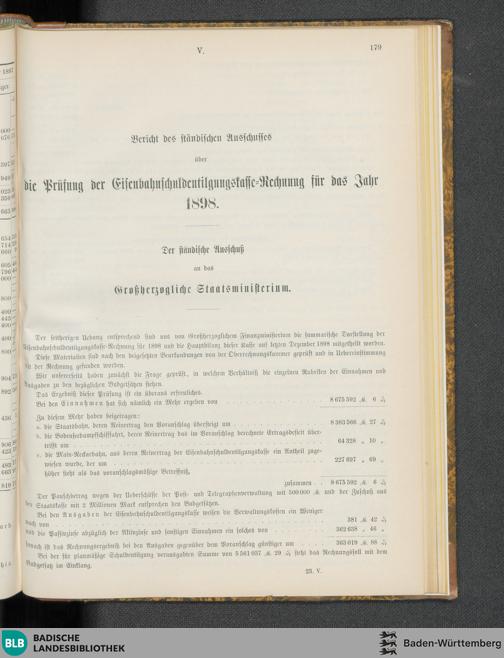 V.
179
Bericht des ständischen Ausschusses
über
die Prüfung der Eisenbahnschuldentilgungskasse-Rechnung für das Jahr
1898.
Der ständische Ausschuß
an das
Großherzogliche Staatsministerium.
Der seitherigen Uebung entsprechend sind uns von Großherzoglichem Finanzministerium die summarische Darstellung der
Eisenbahnschuldentilgungskasse-Rechnung für 1898 und die Hauptbilanz dieser Kasse auf letzten Dezember 1898 mitgetheilt worden.
Diese Materialien sind nach den beigesetzten Beurkundungen von der Oberrechnungskammer geprüft und in Uebereinstimmung
mit der Rechnung gefunden worden.
Wir unsererseits haben zunächst die Frage geprüft, in welchem Verhältniß die einzelnen Rubriken der Einnahmen und
Ausgaben zu den bezüglichen Budgetsätzen stehen.
Das Ergebniß dieser Prüfung ist ein überaus erfreuliches.
Bei den Einnahmen hat sich nämlich ein Mehr ergeben von 8 675 592 ℳ 6 ₰.
Zu diesem Mehr haben beigetragen:
a. die Staatsbahn, deren Reinertrag den Voranschlag übersteigt um 8 383 566 ℳ 27 ₰
b. die Bodenseedampfschifffahrt, deren Reinertrag das im Voranschlag berechnete Ertragsdefizit über-
trifft um 64 328 „ 10 „
c. die Main-Neckarbahn, aus deren Reinertrag der Eisenbahnschuldentilgungskasse ein Antheil zuge-
wiesen wurde, der um 227 697 „ 69 „
höher steht als das voranschlagsmäßige Betreffniß,
zusammen 8 675 592 ℳ 6 ₰
Der Pauschbetrag wegen der Ueberschüsse der Post- und Telegraphenverwaltung mit 500 000 ℳ und der Zuschuß aus
der Staatskasse mit 2 Millionen Mark entsprechen den Budgetsätzen.
Bei den Ausgaben der Eisenbahnschuldentilgungskasse weisen die Verwaltungskosten ein Weniger
nach von 381 ℳ 42 ₰
und die Passivzinse abzüglich der Aktivzinse und sonstigen Einnahmen ein solches von 362 638 „ 46 „
Hiernach ist das Rechnungsergebniß bei den Ausgaben gegenüber dem Voranschlag günstiger um 363 019 ℳ 88 ₰.
Bei der für planmäßige Schuldentilgung verausgabten Summe von 5 561 657 ℳ 29 ₰ steht das Rechnungssoll mit dem
Budgetsatz im Einklang.
23. V.
BLB
BADISCHE
LANDESBIBLIOTHEK
Baden-Württemberg